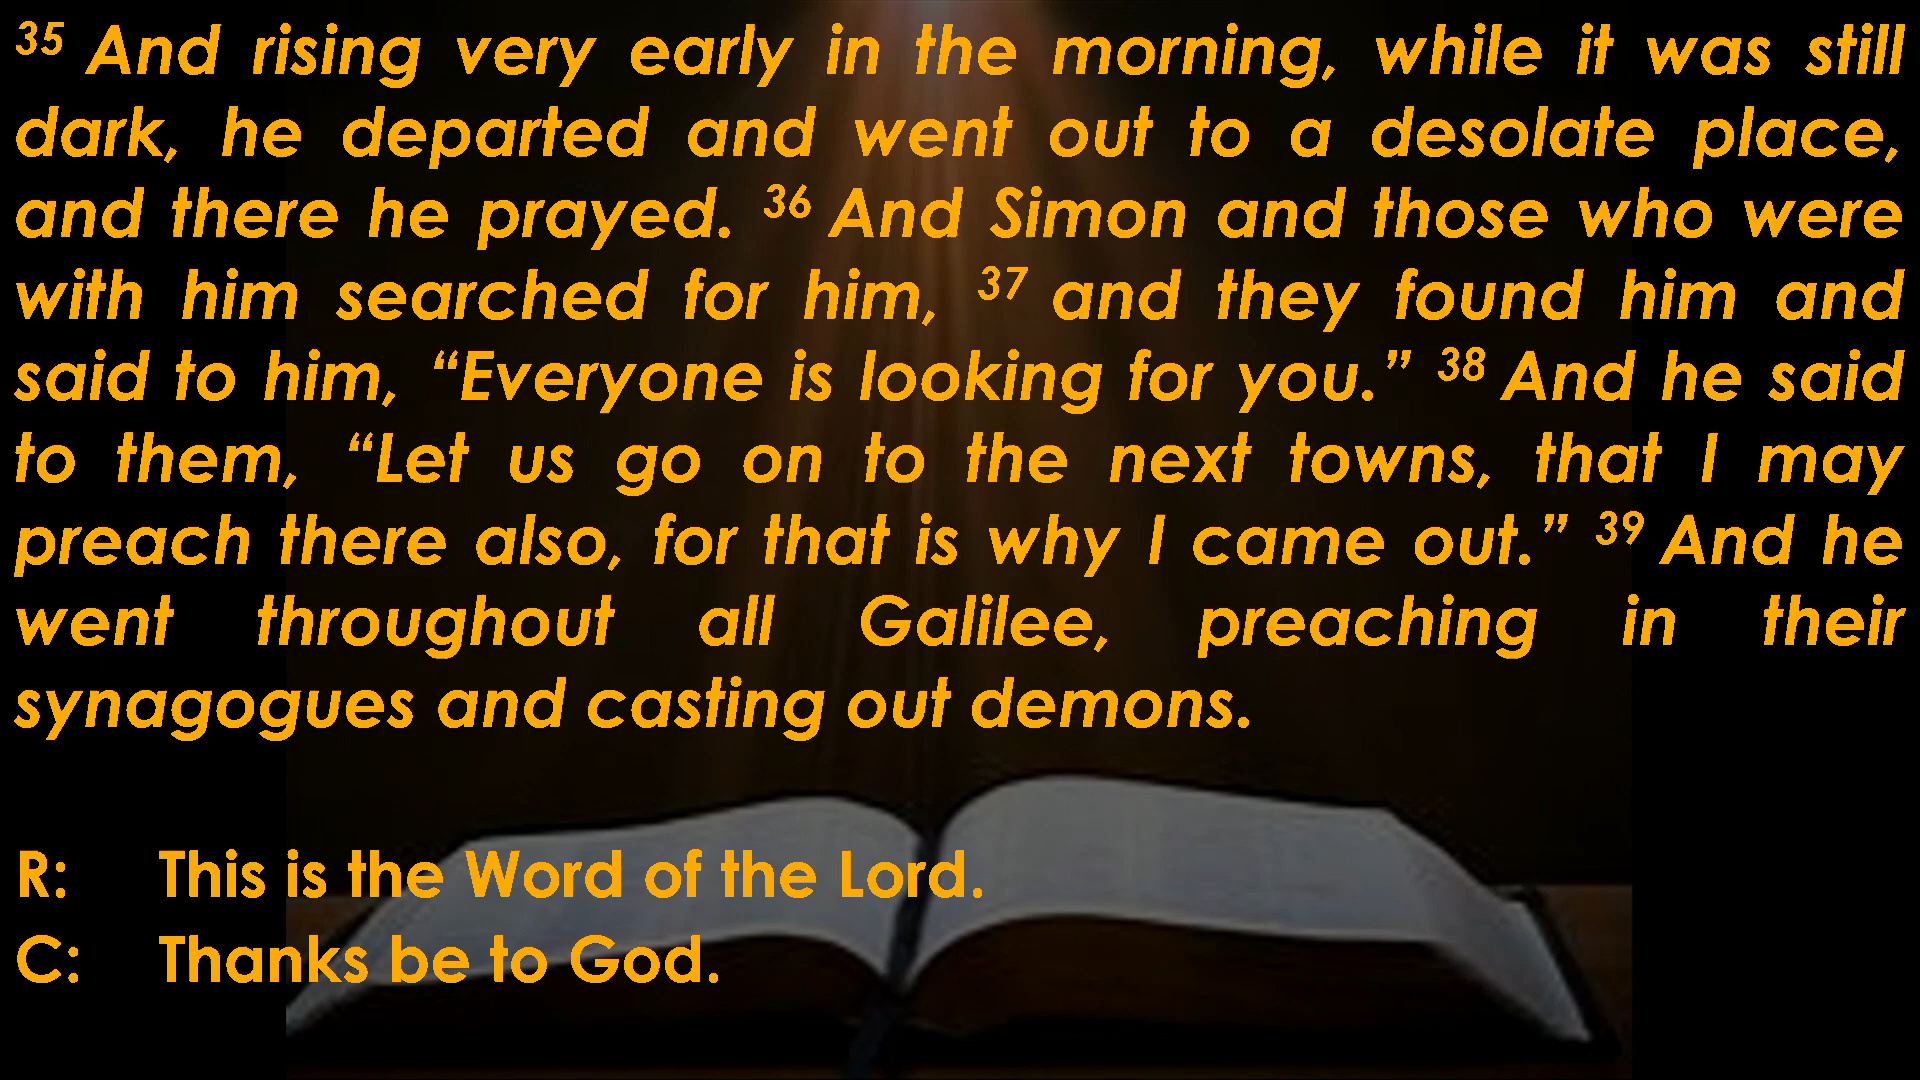 35 And rising very early in the morning, while it was still
dark, he departed and went out to a desolate place,
and there he prayed. 36 And Simon and those who were
with him searched for him, 37 and they found him and
said to him, “Everyone is looking for you.” 38 And he said
to them, “Let us go on to the next towns, that I may
preach there also, for that is why I came out.” 39 And he
went throughout all Galilee, preaching in their
synagogues and casting out demons.
R: This is the Word of the Lord.
C: Thanks be to God.